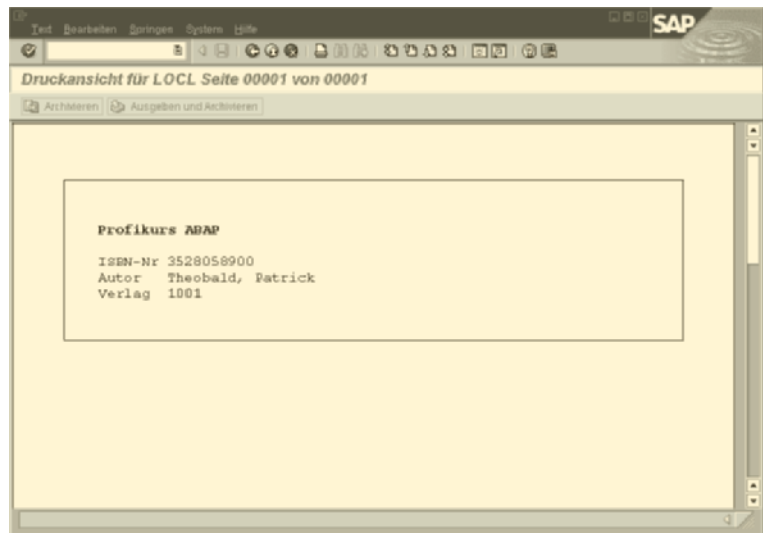 Text Bearbeiten Springen System Hilfe
SAP
Druckansicht für LOCL Seite 00001 von 00001
Archivieren Ausgeben und Archivieren
Profikurs ABAP
ISBN-Nr 3528058900
Autor Theobald, Patrick
Verlag 1001